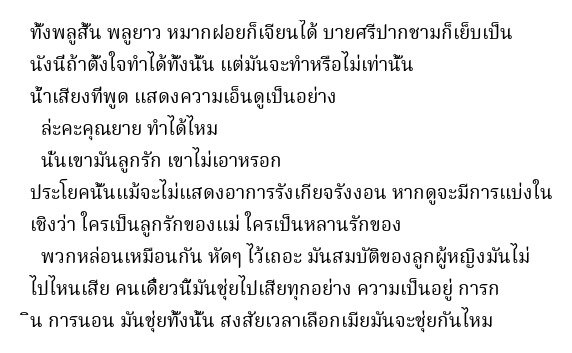 ทั้งพลูสั้น พลูยาว หมากฝอยก็เจียนได้ บายศรีปากชามก็เย็บเป็น
นังนีถ้าตั้งใจทำได้ทั้งนั้น แต่มันจะทำหรือไม่เท่านั้น
น้ำเสียงที่พูด แสดงความเอ็นดูเป็นอย่าง
ล่ะคะคุณยาย ทำได้ไหม
นั่นเขามันลูกรัก เขาไม่เอาหรอก
ประโยคนั้นแม้จะไม่แสดงอาการรังเกียจรังงอน หากดูจะมีการแบ่งใน
เชิงว่า ใครเป็นลูกรักของแม่ ใครเป็นหลานรักของ
พวกหล่อนเหมือนกัน หัดๆ ไว้เถอะ มันสมบัติของลูกผู้หญิงมันไม่
ไปไหนเสีย คนเดี๋ยวนี้มันชุ่ยไปเสียทุกอย่าง ความเป็นอยู่ การก
ิน การนอน มันชุ่ยทั้งนั้น สงสัยเวลาเลือกเมียมันจะชุ่ยกันไหม